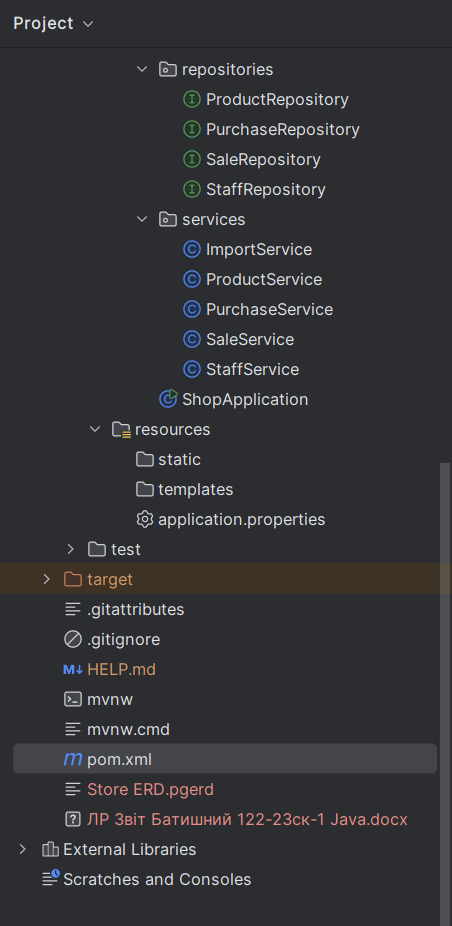 Project
repositories
ProductRepository
PurchaseRepository
SaleRepository
StaffRepository
services
ImportService
ProductService
PurchaseService
SaleService
StaffService
ShopApplication
resources
static
templates
application.properties
test
target
.gitattributes
.gitignore
HELP.md
mvnw
mvnw.cmd
pom.xml
Store ERD.pgerd
ЛР Звіт Батишний 122-23ск-1 Java.docx
External Libraries
Scratches and Consoles